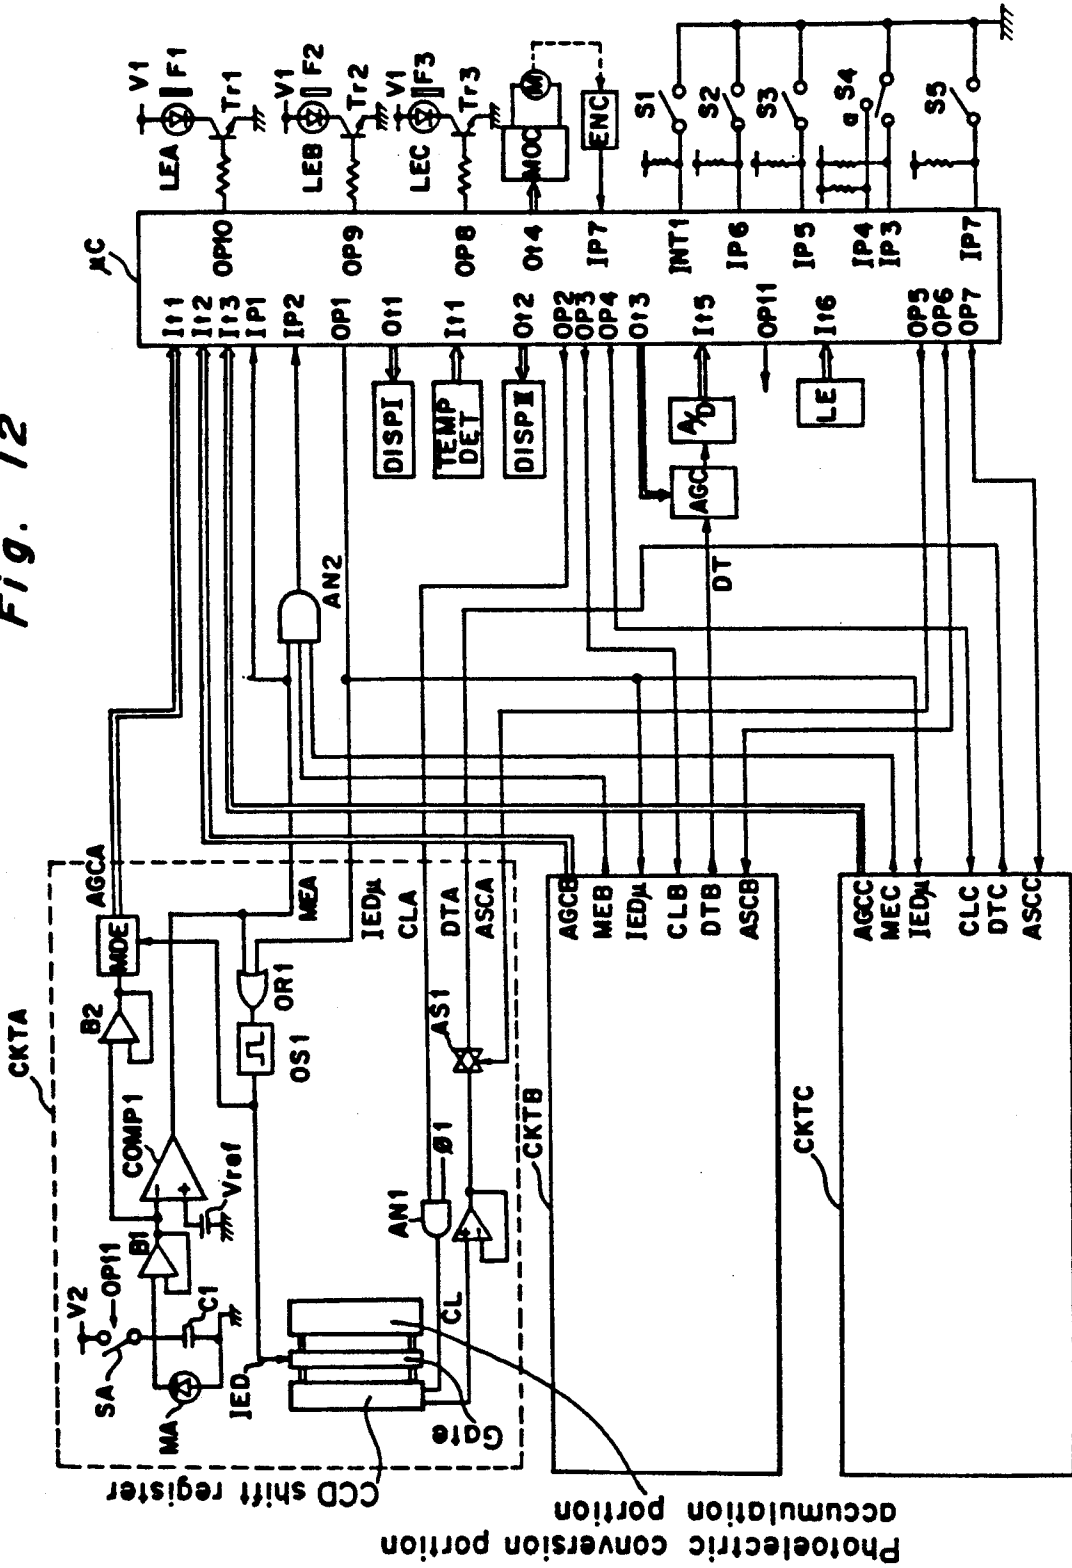 Fig. 12
CKTA
CCD shift register
Photoelectric conversion portion
accumulation portion
SA
V2
OP11
MA
C1
B1
COMP1
Vref
B2
MDE
AGCA
IED
Gate
OS1
OR1
MEA
IEDμ
CLA
DTA
ASCA
AS1
AN1
Ø1
CL
CKTB
AGCB
MEB
IEDμ
CLB
DTB
ASCB
CKTC
AGCC
MEC
IEDμ
CLC
DTC
ASCC
AN2
DISPI
TEMP
DET
DISPII
DT
AGC
A/D
LE
μC
It1
It2
It3
IP1
IP2
OP1
Ot1
It1
Ot2
OP2
OP3
OP4
Ot3
It5
OP11
It6
OP5
OP6
OP7
OP10
OP9
OP8
Ot4
IP7
INT1
IP6
IP5
IP4
IP3
IP7
V1
LEA
F1
Tr1
V1
LEB
F2
Tr2
V1
LEC
F3
Tr3
MOC
M
ENC
S1
S2
S3
a
S4
S5